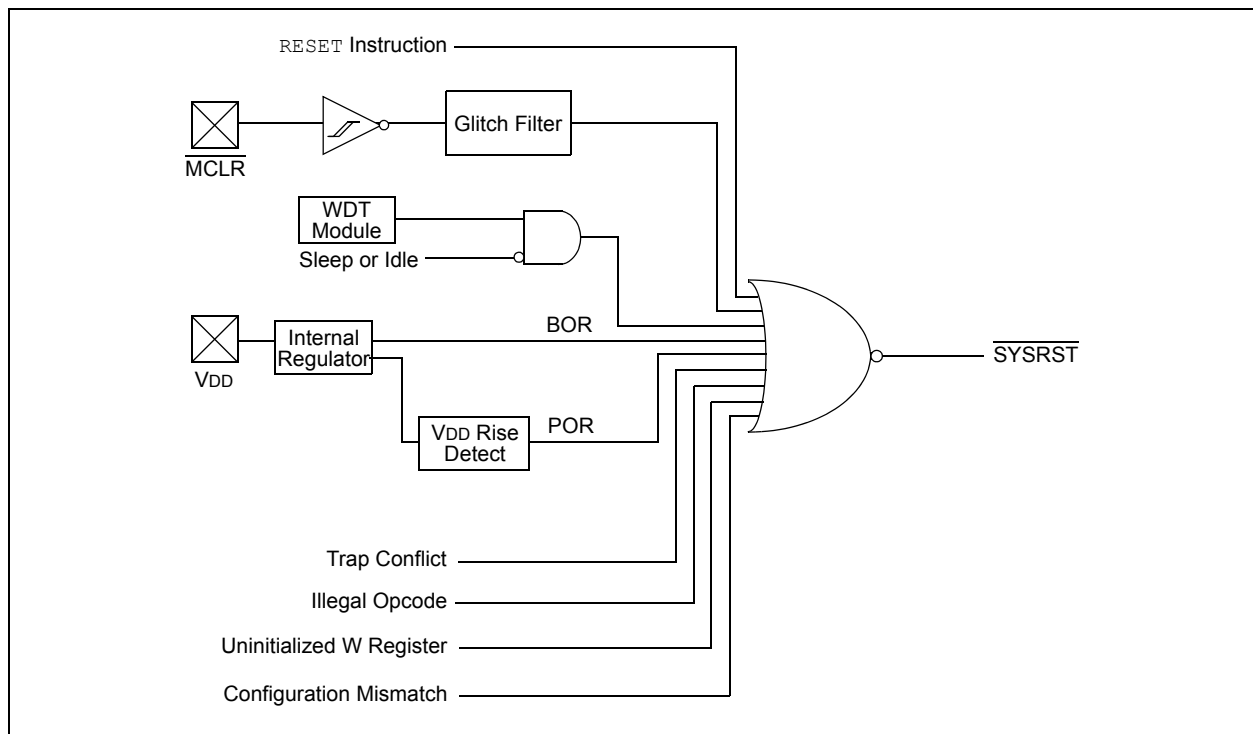 RESET Instruction
MCLR
Glitch Filter
WDT
Module
Sleep or Idle
VDD
Internal
Regulator
BOR
VDD Rise
Detect
POR
SYSRST
Trap Conflict
Illegal Opcode
Uninitialized W Register
Configuration Mismatch